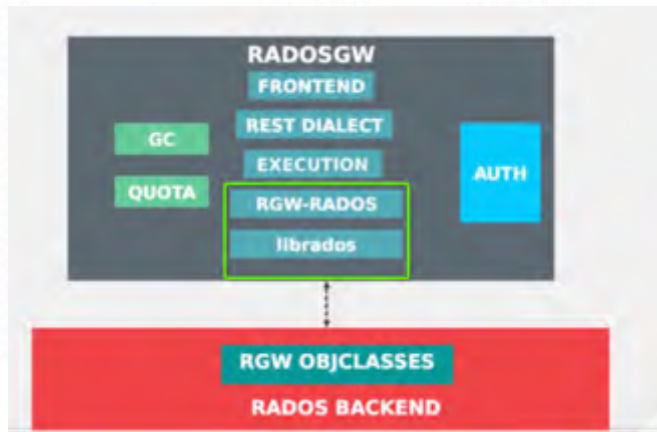 RADOSGW
FRONTEND
REST DIALECT
GC
EXECUTION
AUTH
QUOTA
RGW-RADOS
librados
RGW OBJCLASSES
RADOS BACKEND